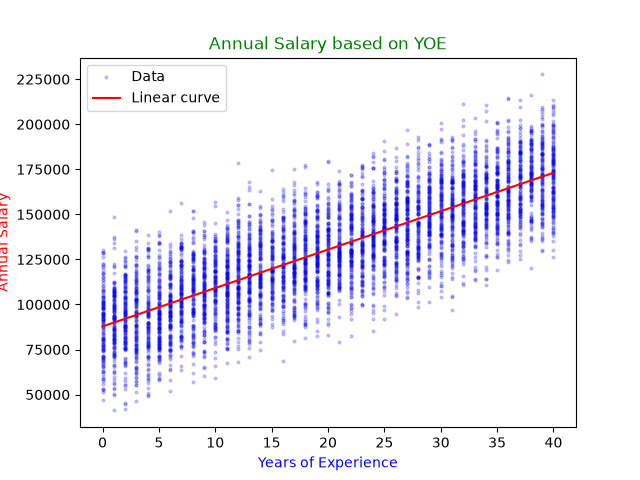 Annual Salary based on YOE
Data
Linear curve
225000
200000
175000
150000
125000
100000
75000
50000
Annual Salary
0 5 10 15 20 25 30 35 40
Years of Experience